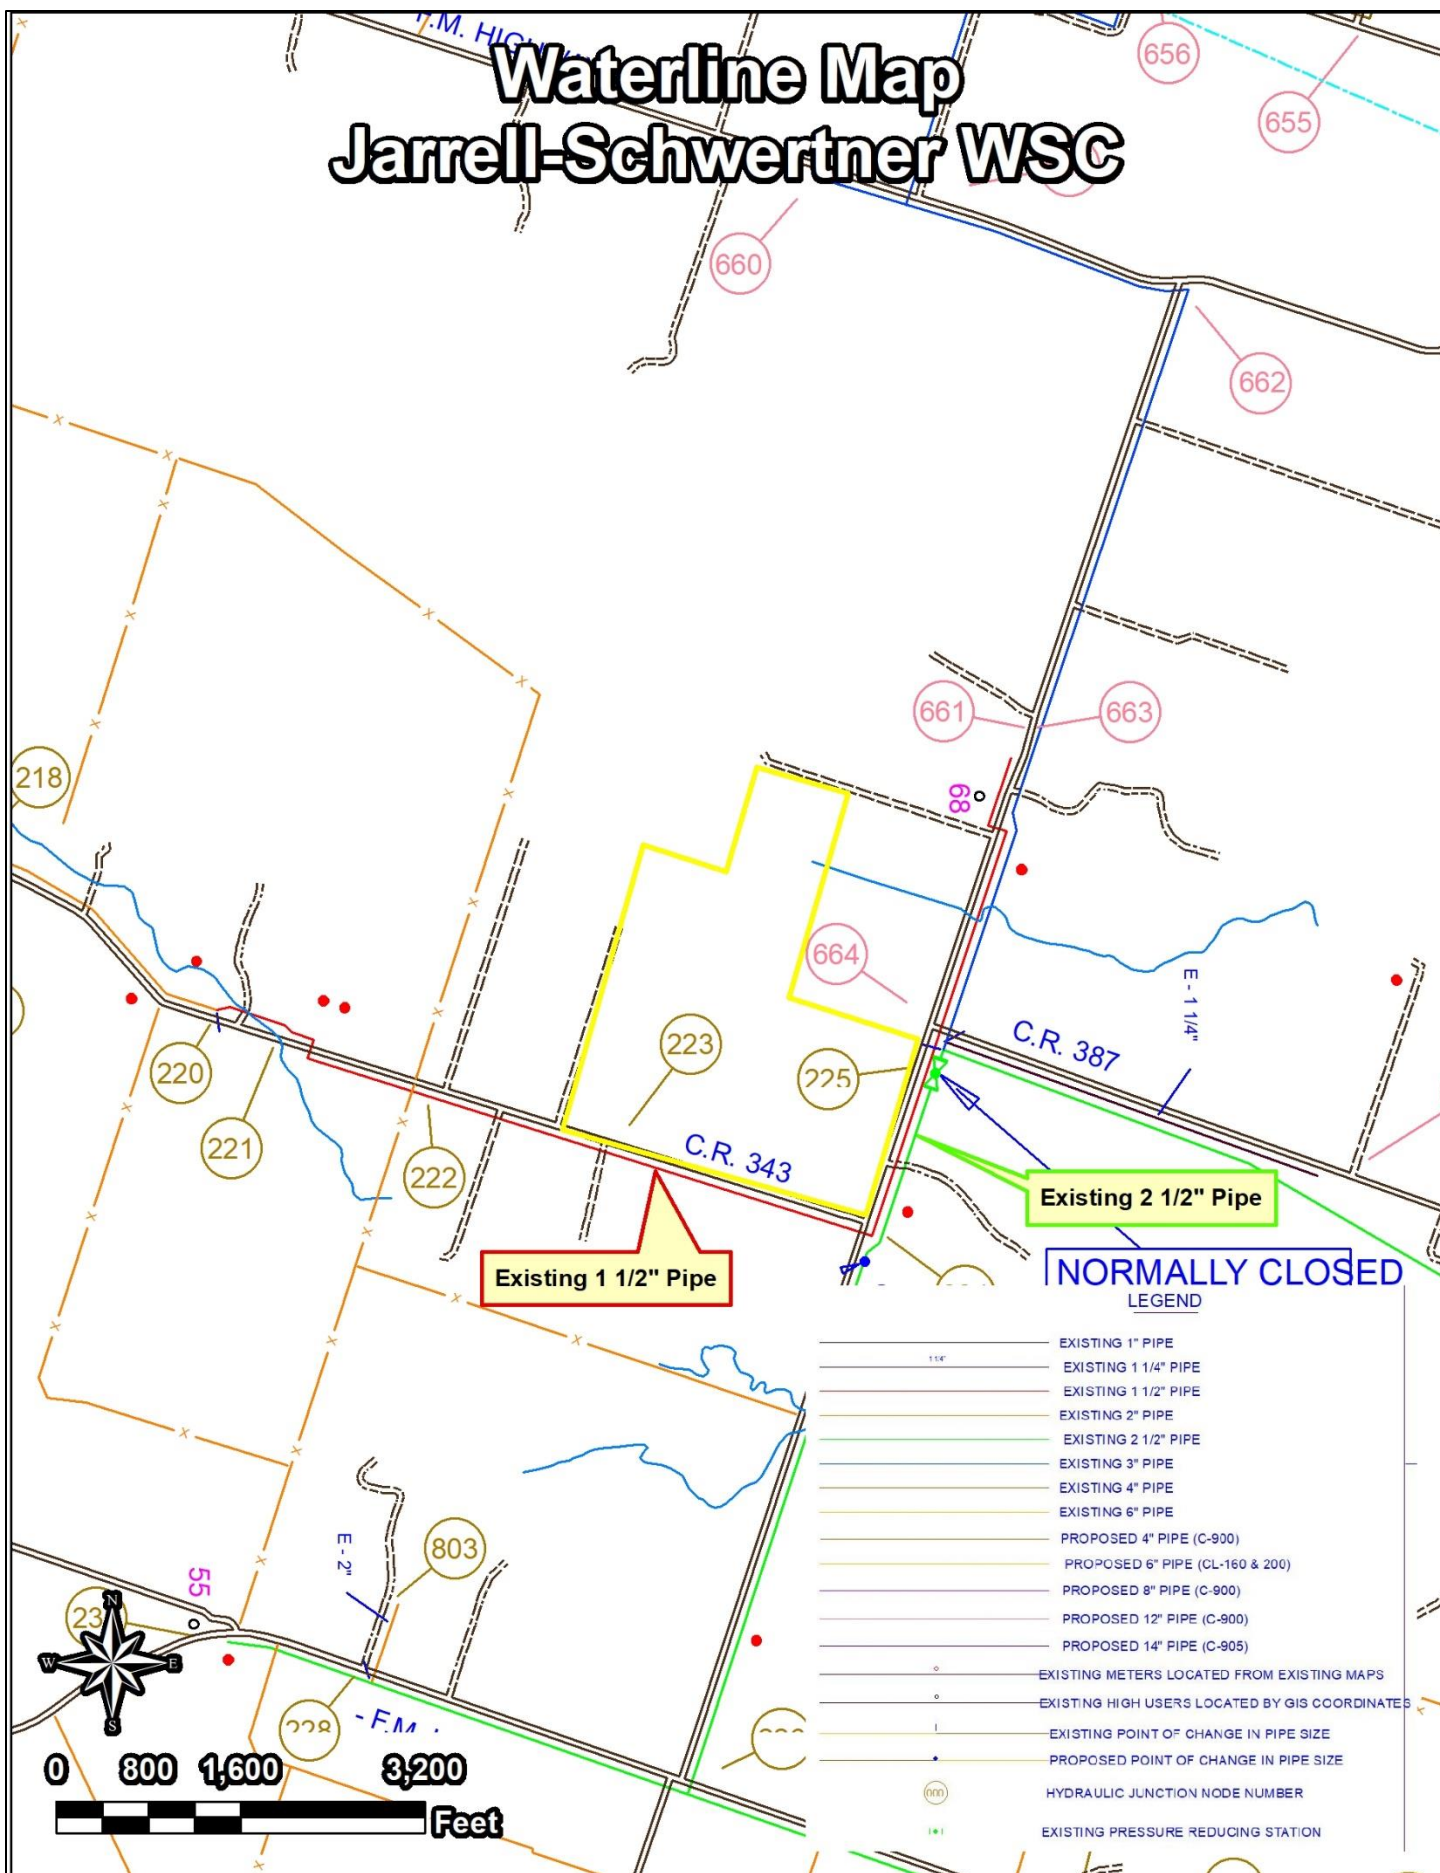 Waterline Map
Jarrell-Schwertner WSC
656
655
660
662
661
663
68
218
664
E - 1 1/4"
C.R. 387
223
225
220
221
222
C.R. 343
Existing 2 1/2" Pipe
Existing 1 1/2" Pipe
NORMALLY CLOSED
LEGEND
EXISTING 1" PIPE
1 1/4"
EXISTING 1 1/4" PIPE
EXISTING 1 1/2" PIPE
EXISTING 2" PIPE
EXISTING 2 1/2" PIPE
EXISTING 3" PIPE
EXISTING 4" PIPE
EXISTING 6" PIPE
PROPOSED 4" PIPE (C-900)
PROPOSED 6" PIPE (CL-160 & 200)
PROPOSED 8" PIPE (C-900)
PROPOSED 12" PIPE (C-900)
PROPOSED 14" PIPE (C-905)
EXISTING METERS LOCATED FROM EXISTING MAPS
EXISTING HIGH USERS LOCATED BY GIS COORDINATES
EXISTING POINT OF CHANGE IN PIPE SIZE
PROPOSED POINT OF CHANGE IN PIPE SIZE
000
HYDRAULIC JUNCTION NODE NUMBER
EXISTING PRESSURE REDUCING STATION
E - 2"
803
55
N
W
E
S
228
- F.M.
0 800 1,600 3,200
Feet